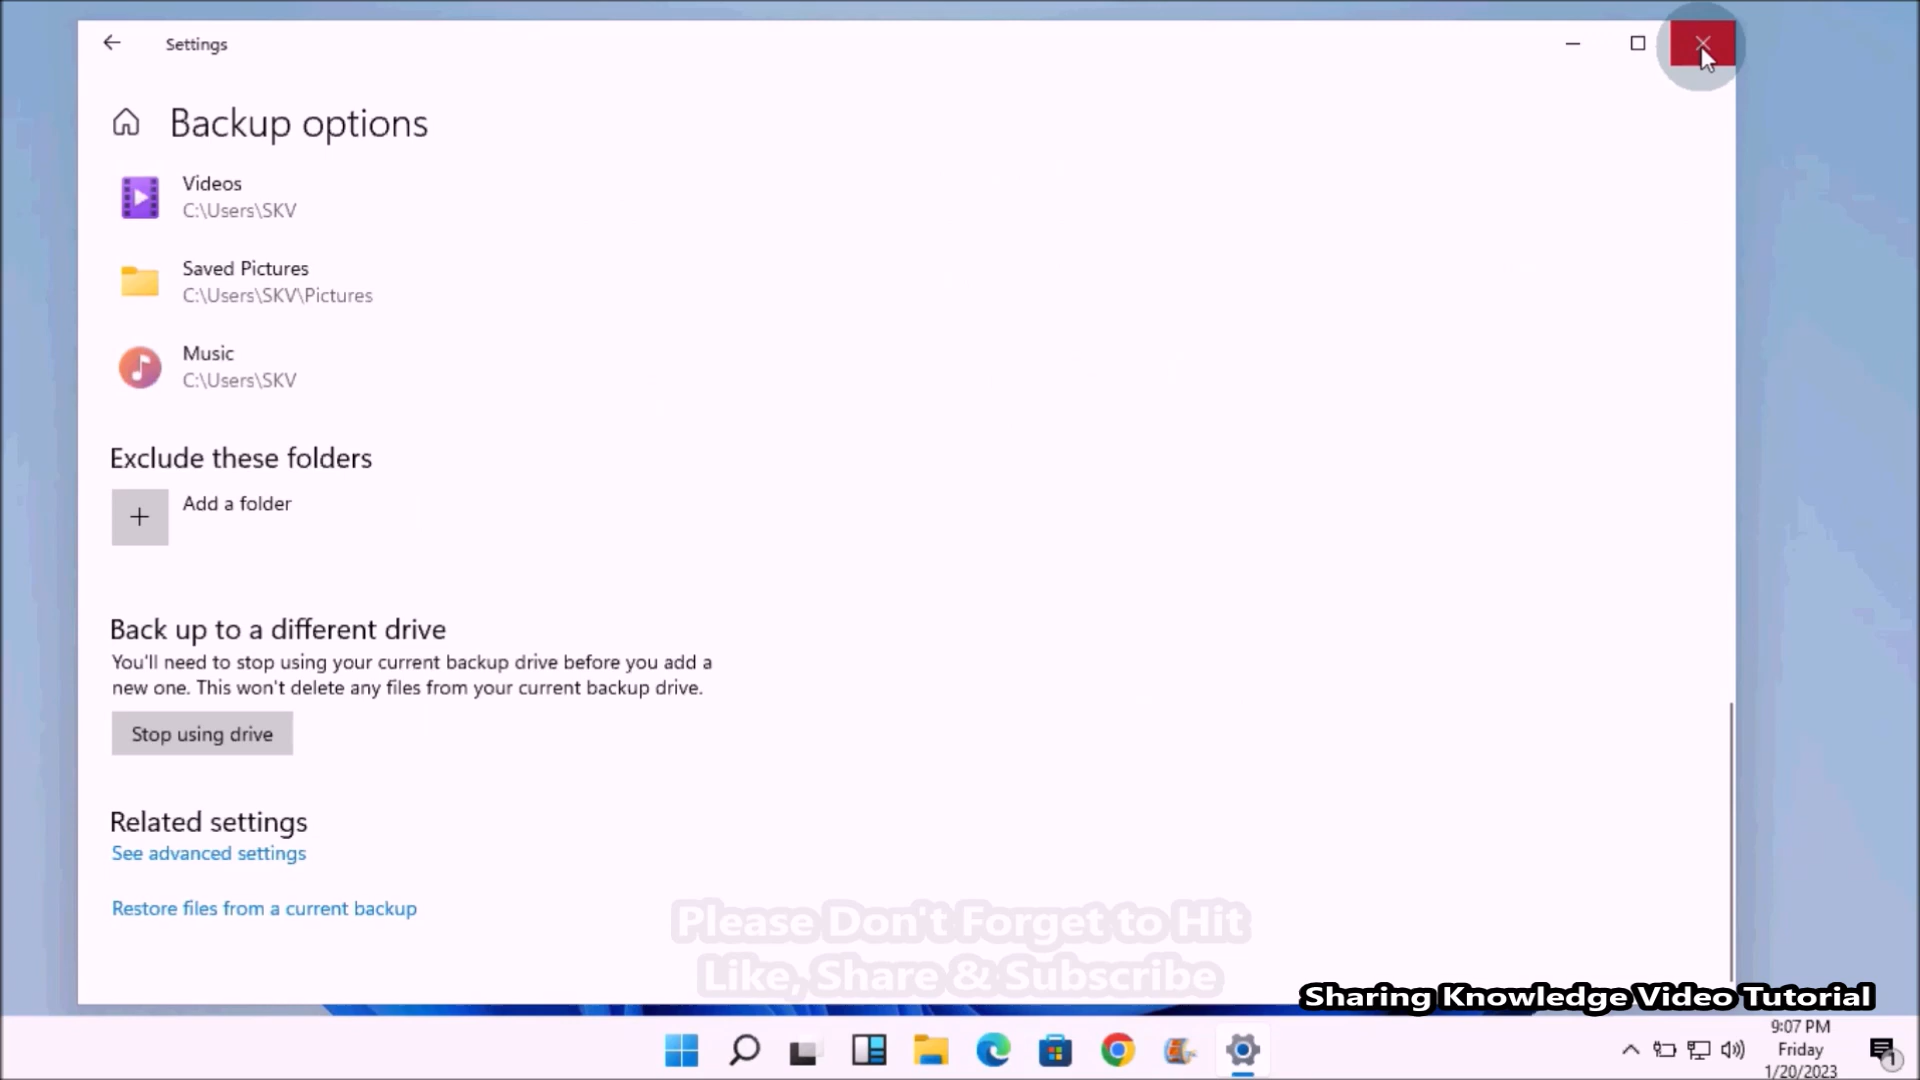 Settings
Backup options
Videos
C:\Users\SKV
Saved Pictures
C:\Users\SKV\Pictures
Music
C:\Users\SKV
Exclude these folders
+
Add a folder
Back up to a different drive
You'll need to stop using your current backup drive before you add a
new one. This won't delete any files from your current backup drive.
Stop using drive
Related settings
See advanced settings
Restore files from a current backup
Please Don't Forget to Hit
Like, Share & Subscribe
Sharing Knowledge Video Tutorial
9:07 PM
Friday
1/20/2023
1